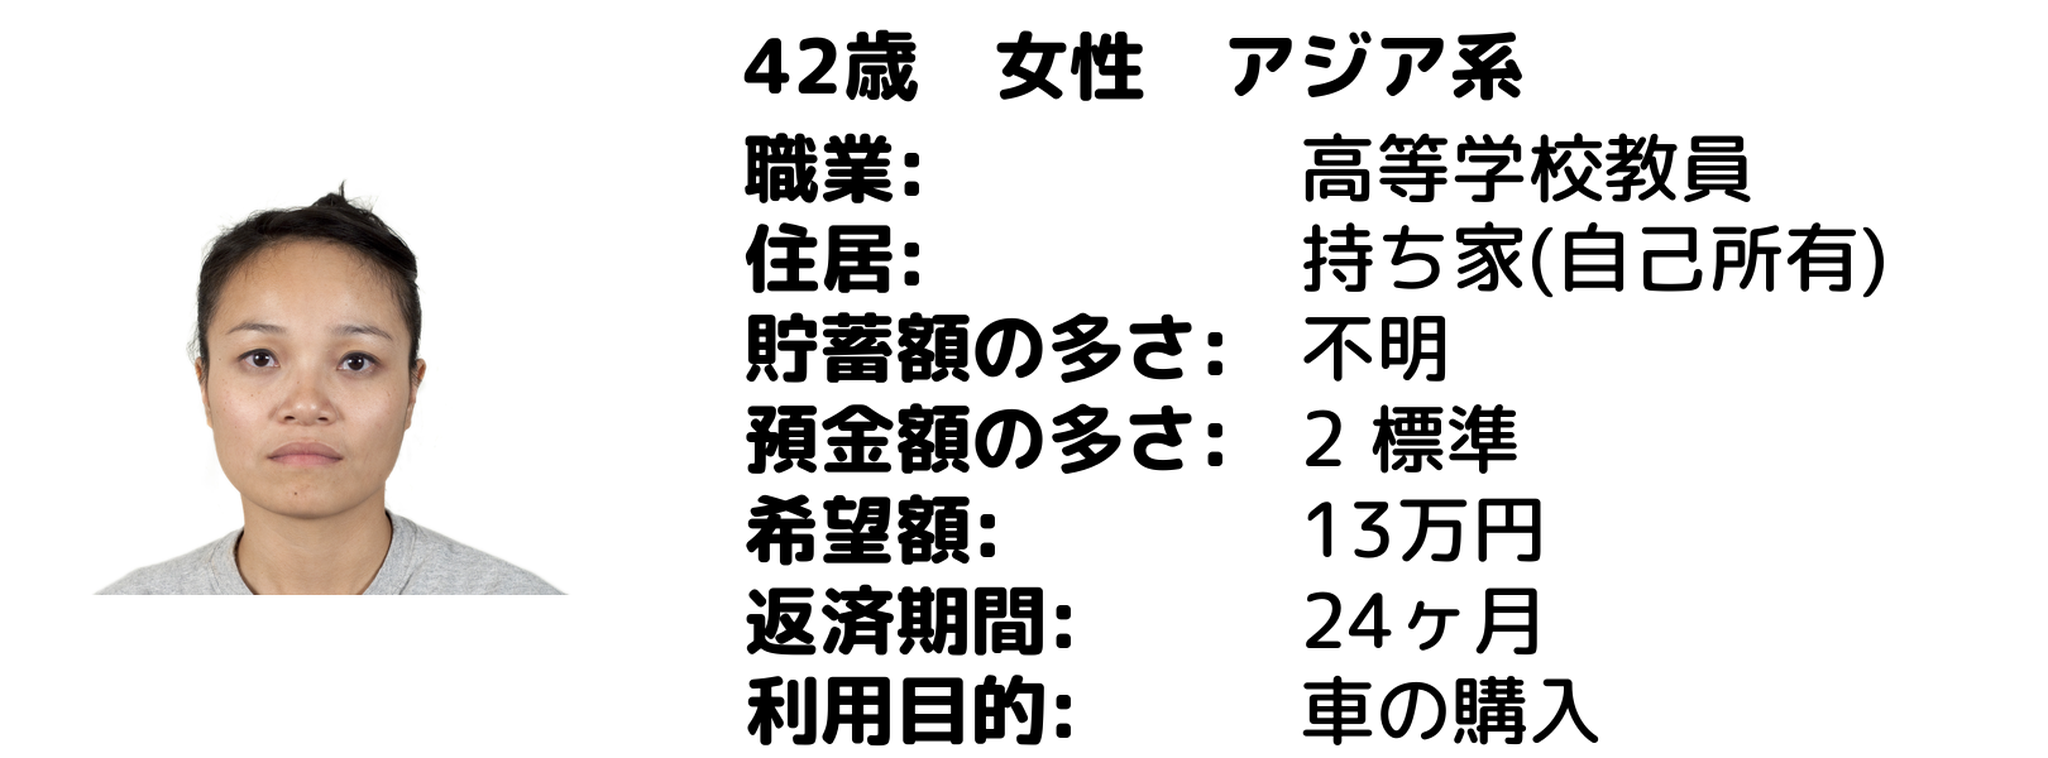 42歳　女性　アジア系
職業: 高等学校教員
住居: 持ち家(自己所有)
貯蓄額の多さ: 不明
預金額の多さ: 2 標準
希望額: 13万円
返済期間: 24ヶ月
利用目的: 車の購入